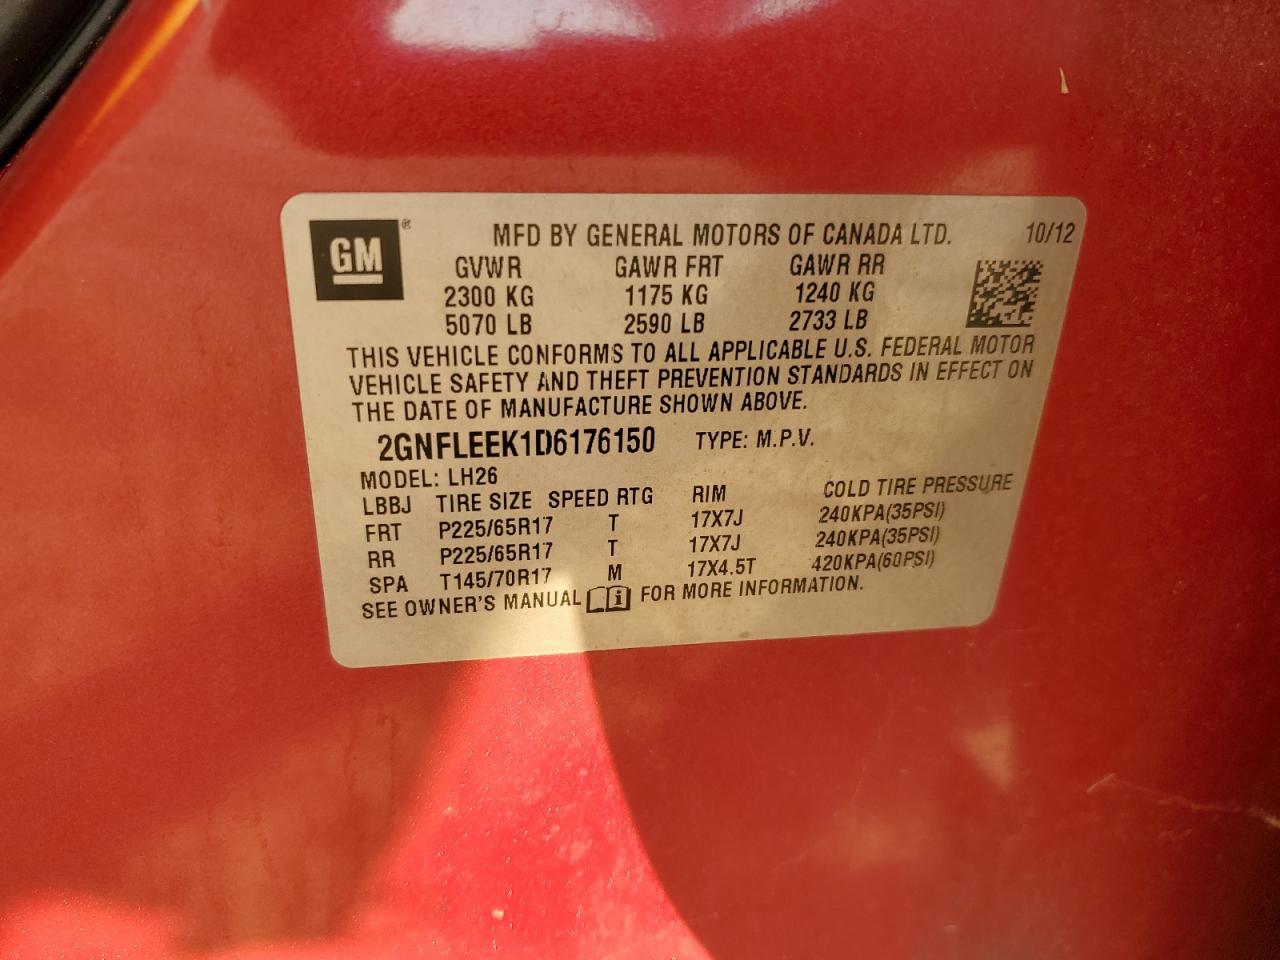 GM ® MFD BY GENERAL MOTORS OF CANADA LTD. 10/12
GVWR GAWR FRT GAWR RR
2300 KG 1175 KG 1240 KG
5070 LB 2590 LB 2733 LB
THIS VEHICLE CONFORMS TO ALL APPLICABLE U.S. FEDERAL MOTOR
VEHICLE SAFETY AND THEFT PREVENTION STANDARDS IN EFFECT ON
THE DATE OF MANUFACTURE SHOWN ABOVE.
2GNFLEEK1D6176150 TYPE: M.P.V.
MODEL: LH26
LBBJ TIRE SIZE SPEED RTG RIM COLD TIRE PRESSURE
FRT P225/65R17 T 17X7J 240KPA(35PSI)
RR P225/65R17 T 17X7J 240KPA(35PSI)
SPA T145/70R17 M 17X4.5T 420KPA(60PSI)
SEE OWNER'S MANUAL i FOR MORE INFORMATION.